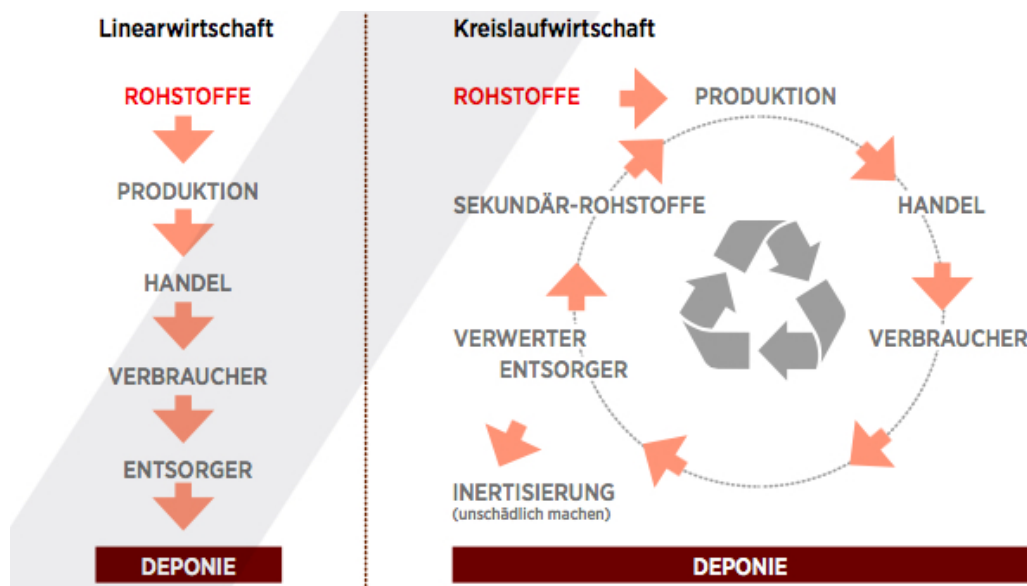 Linearwirtschaft
ROHSTOFFE
PRODUKTION
HANDEL
VERBRAUCHER
ENTSORGER
DEPONIE
Kreislaufwirtschaft
ROHSTOFFE
PRODUKTION
SEKUNDÄR-ROHSTOFFE
HANDEL
VERWERTER
ENTSORGER
VERBRAUCHER
INERTISIERUNG
(unschädlich machen)
DEPONIE